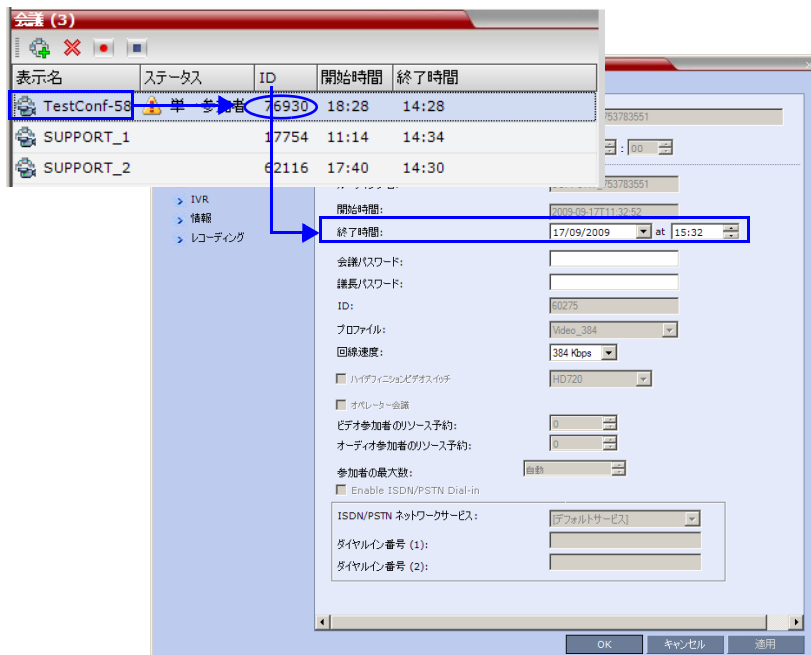 会議 (3)
表示名 ステータス ID 開始時間 終了時間
TestConf-58 単一参加者 76930 18:28 14:28
SUPPORT_1 17754 11:14 14:34
SUPPORT_2 62116 17:40 14:30
753783551
: 00
753783551
IVR
情報
レコーディング
開始時間: 2009-09-17T11:32:52
終了時間: 17/09/2009 at 15:32
会議パスワード:
議長パスワード:
ID: 60275
プロファイル: Video_384
回線速度: 384 Kbps
ハイデフィニションビデオスイッチ HD720
オペレーター会議
ビデオ参加者のリソース予約: 0
オーディオ参加者のリソース予約: 0
参加者の最大数: 自動
Enable ISDN/PSTN Dial-in
ISDN/PSTN ネットワークサービス: [デフォルトサービス]
ダイヤルイン番号 (1):
ダイヤルイン番号 (2):
OK キャンセル 適用